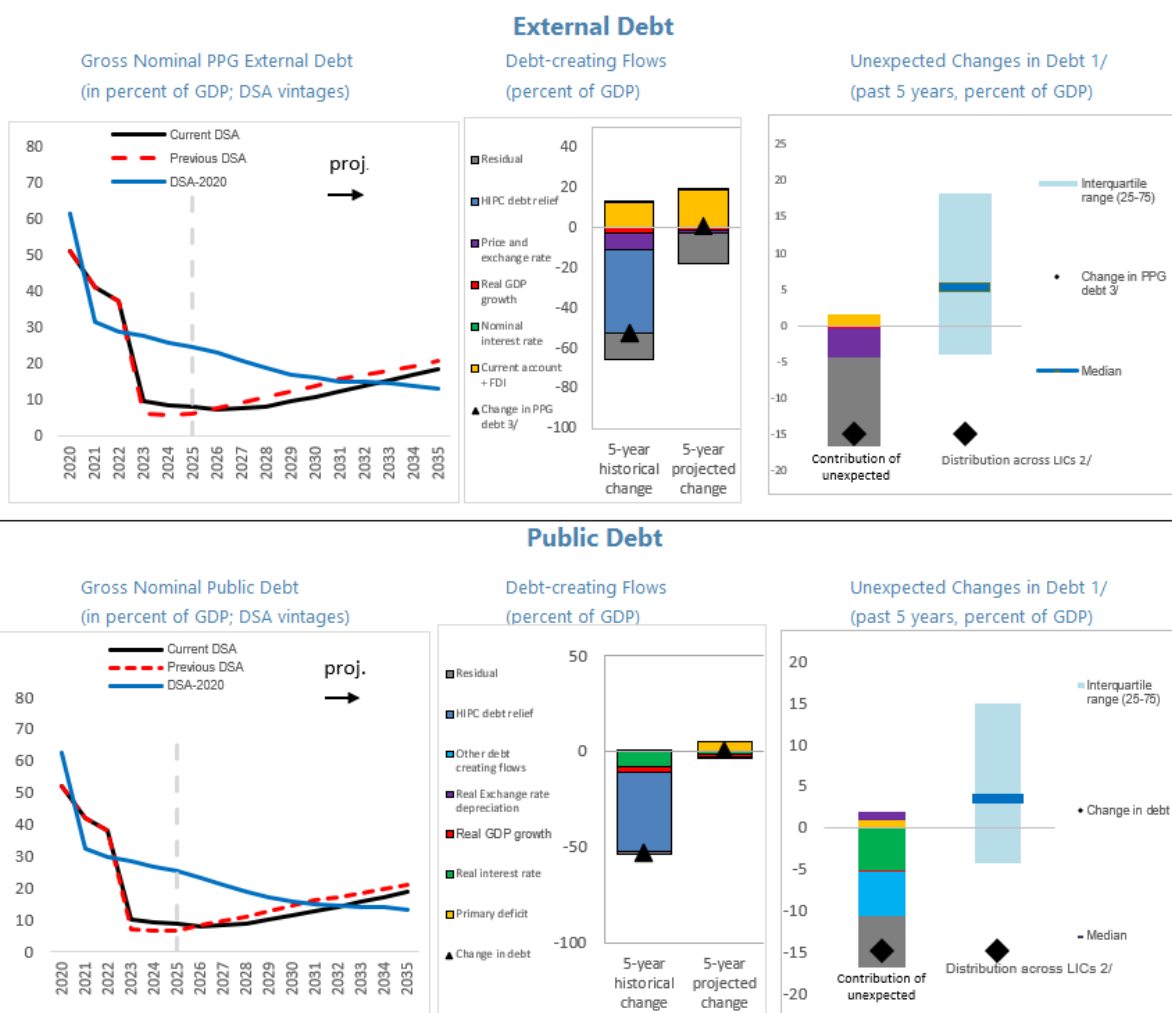 External Debt
Gross Nominal PPG External Debt
(in percent of GDP; DSA vintages)
Debt-creating Flows
(percent of GDP)
Unexpected Changes in Debt 1/
(past 5 years, percent of GDP)
Current DSA
Previous DSA
DSA-2020
proj.
80
70
60
50
40
30
20
10
0
2020
2021
2022
2023
2024
2025
2026
2027
2028
2029
2030
2031
2032
2033
2034
2035
Residual
HIPC debt relief
Price and
exchange rate
Real GDP
growth
Nominal
interest rate
Current account
+ FDI
Change in PPG
debt 3/
40
20
0
-20
-40
-60
-80
-100
5-year
historical
change
5-year
projected
change
25
20
15
10
5
0
-5
-10
-15
-20
Interquartile
range (25-75)
Change in PPG
debt 3/
Median
Contribution of
unexpected
Distribution across LICs 2/
Public Debt
Gross Nominal Public Debt
(in percent of GDP; DSA vintages)
Debt-creating Flows
(percent of GDP)
Unexpected Changes in Debt 1/
(past 5 years, percent of GDP)
Current DSA
Previous DSA
DSA-2020
proj.
80
70
60
50
40
30
20
10
0
2020
2021
2022
2023
2024
2025
2026
2027
2028
2029
2030
2031
2032
2033
2034
2035
Residual
HIPC debt relief
Other debt
creating flows
Real Exchange rate
depreciation
Real GDP growth
Real interest rate
Primary deficit
Change in debt
50
0
-50
-100
5-year
historical
change
5-year
projected
change
20
15
10
5
0
-5
-10
-15
-20
Interquartile
range (25-75)
Change in debt
Median
Contribution of
unexpected
Distribution across LICs 2/